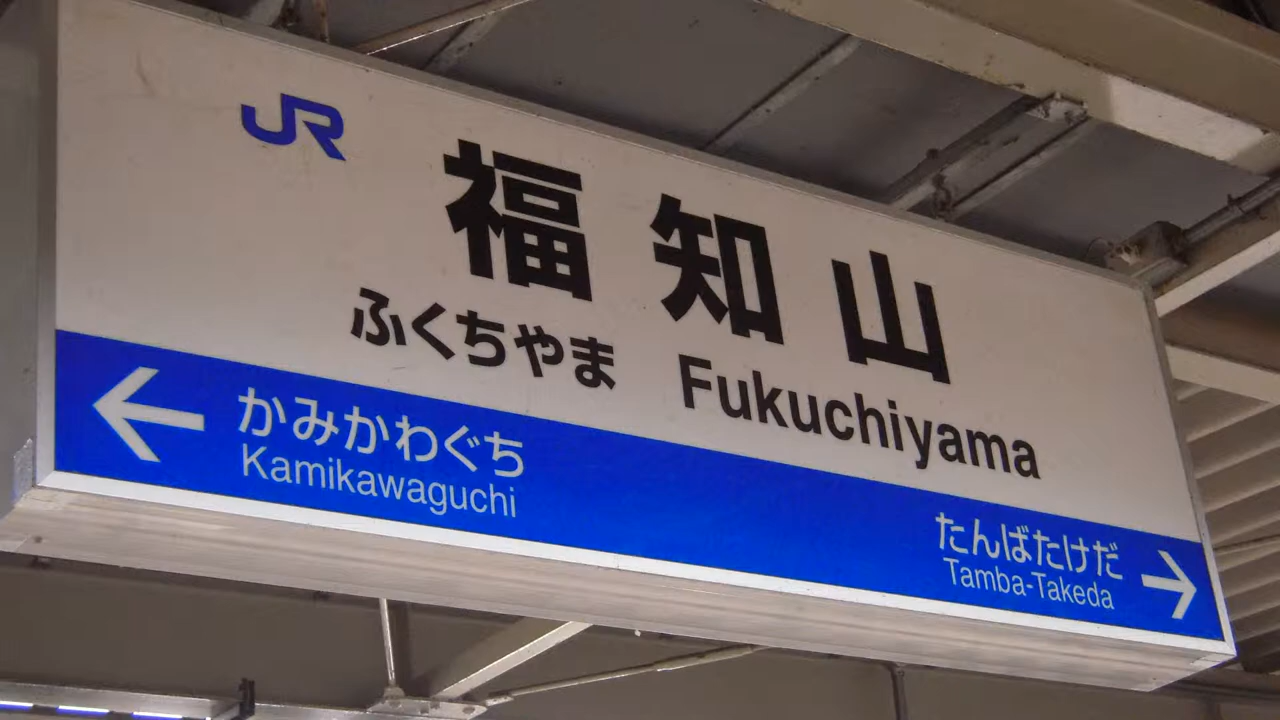 JR
福知山
ふくちやま Fukuchiyama
かみかわぐち
Kamikawaguchi
たんばたけだ
Tamba-Takeda